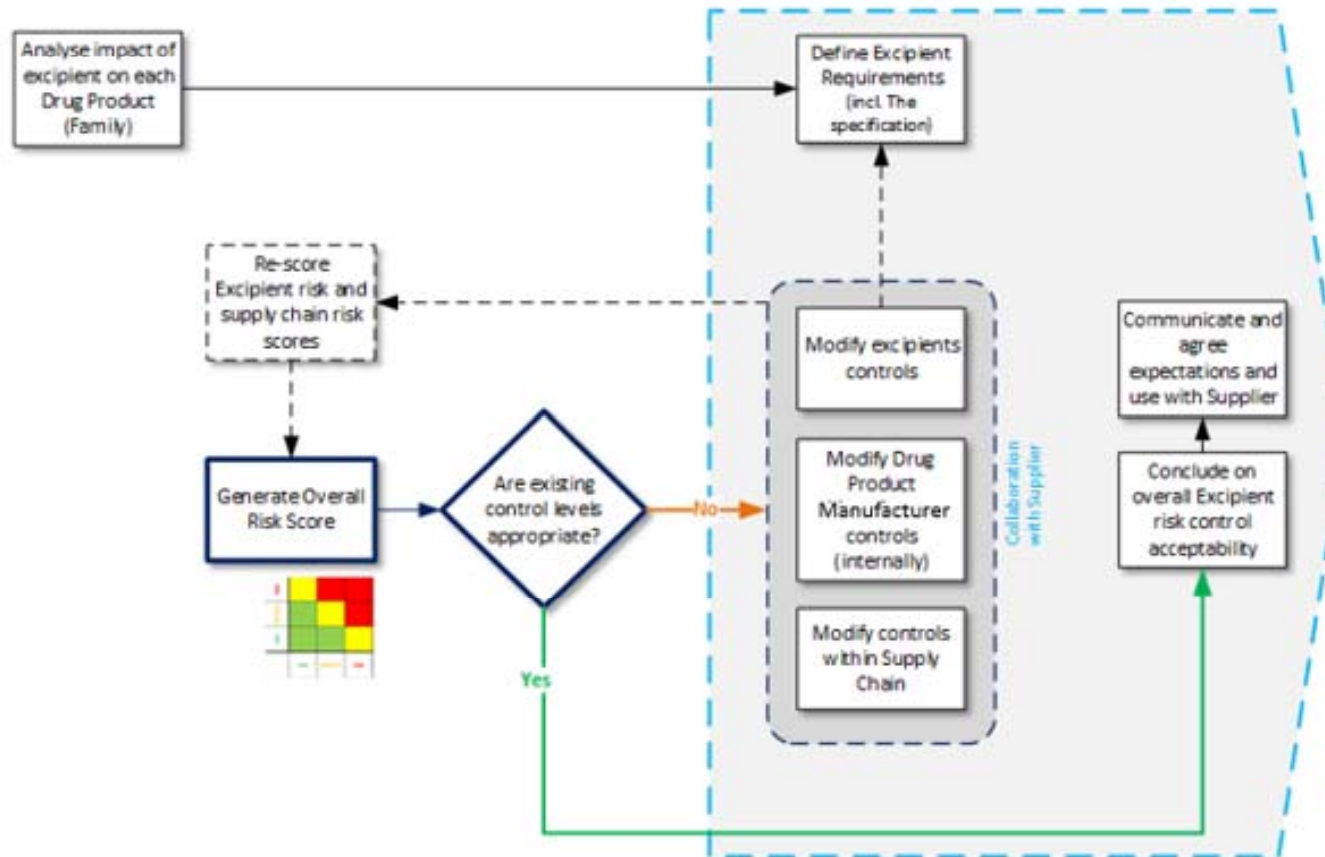 Analyse impact of
excipient on each
Drug Product
(Family)
Define Excipient
Requirements
(incl. The
specification)
Re-score
Excipient risk and
supply chain risk
scores
Modify excipients
controls
Communicate and
agree
expectations and
use with Supplier
Generate Overall
Risk Score
Are existing
control levels
appropriate?
No
Modify Drug
Product
Manufacturer
controls
(internally)
Collaboration
with Supplier
Conclude on
overall Excipient
risk control
acceptability
Modify controls
within Supply
Chain
Yes